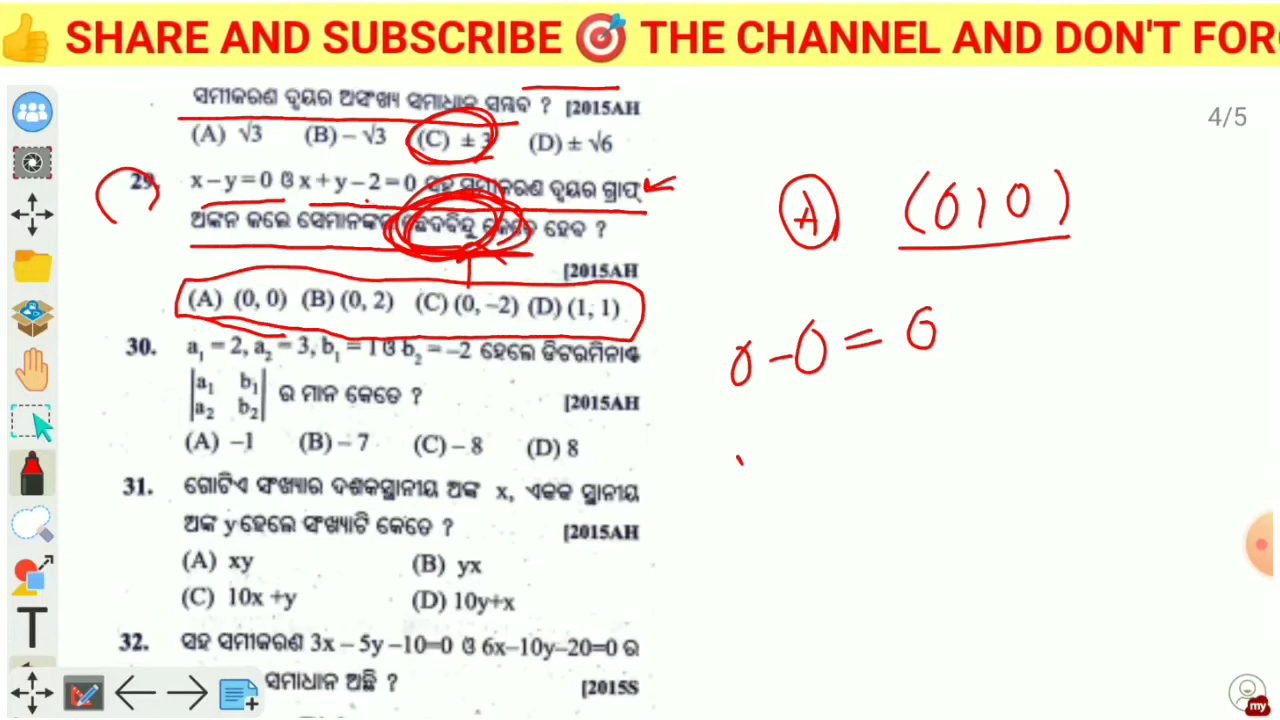 👍 SHARE AND SUBSCRIBE 🎯 THE CHANNEL AND DON'T FOR
4/5
ସମୀକରଣ ଦ୍ଵୟର ଅସଂଖ୍ୟ ସମାଧାନ ସମ୍ଭବ ? [2015AH
(A) √3 (B) – √3 (C) ± 3 (D) ± √6
29. x – y = 0 ଓ x + y – 2 = 0 ସହ ସମୀକରଣ ଦ୍ଵୟର ଗ୍ରାଫ୍
ଅଙ୍କନ କଲେ ସେମାନଙ୍କର ଛେଦବିନ୍ଦୁ କେତେ ହେବ ?
[2015AH
(A) (0, 0) (B) (0, 2) (C) (0, –2) (D) (1, 1)
30. a₁ = 2, a₂ = 3, b₁ = 1 ଓ b₂ = –2 ହେଲେ ଡିଟରମିନାଣ୍ଟ
|a₁ b₁|
|a₂ b₂| ର ମାନ କେତେ ? [2015AH
(A) –1 (B) – 7 (C) – 8 (D) 8
31. ଗୋଟିଏ ସଂଖ୍ୟାର ଦଶକସ୍ଥାନୀୟ ଅଙ୍କ x, ଏକକ ସ୍ଥାନୀୟ
ଅଙ୍କ y ହେଲେ ସଂଖ୍ୟାଟି କେତେ ?
[2015AH
(A) xy (B) yx
(C) 10x +y (D) 10y+x
32. ସହ ସମୀକରଣ 3x – 5y –10=0 ଓ 6x–10y–20=0 ର
ସମାଧାନ ଅଛି ? [2015S
A (0, 0)
0 - 0 = 0
T
my